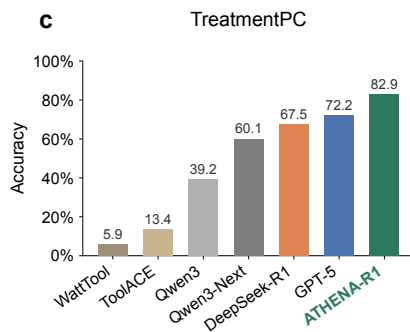 c
TreatmentPC
Accuracy
100%
80%
60%
40%
20%
0%
5.9
13.4
39.2
60.1
67.5
72.2
82.9
WattTool
ToolACE
Qwen3
Qwen3-Next
DeepSeek-R1
GPT-5
ATHENA-R1